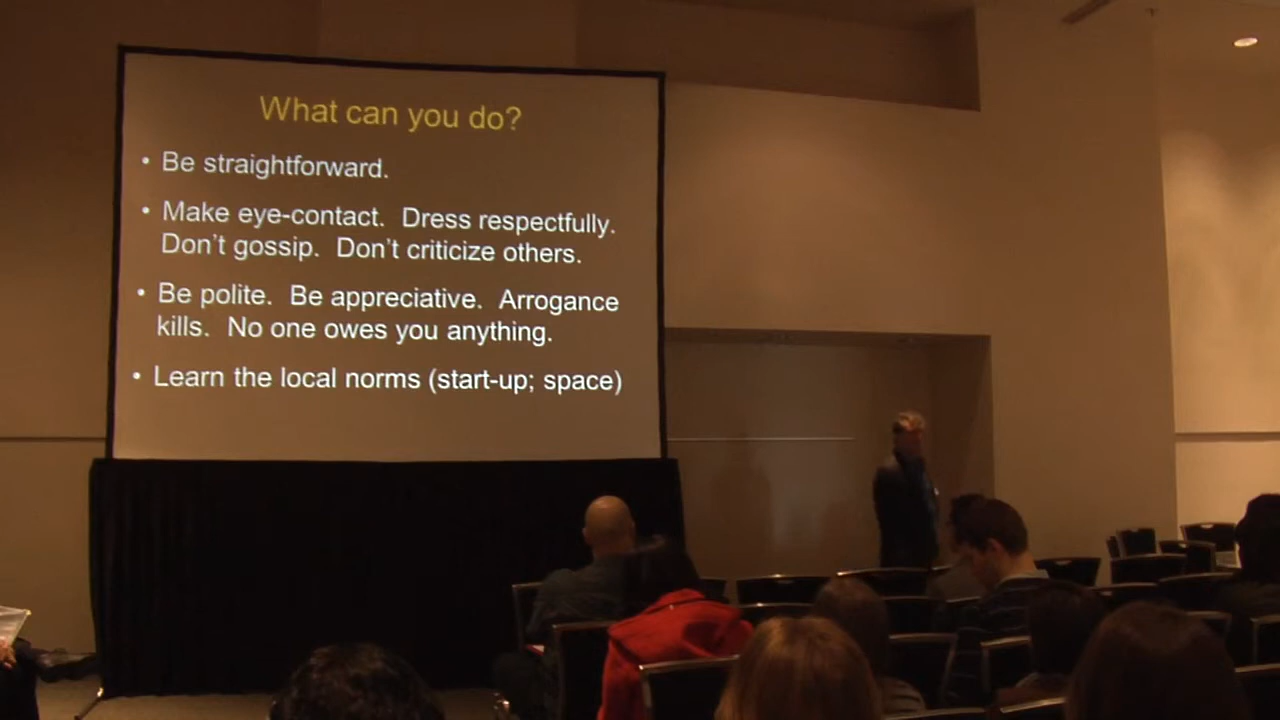 What can you do?
• Be straightforward.
• Make eye-contact. Dress respectfully.
Don't gossip. Don't criticize others.
• Be polite. Be appreciative. Arrogance
kills. No one owes you anything.
• Learn the local norms (start-up; space)